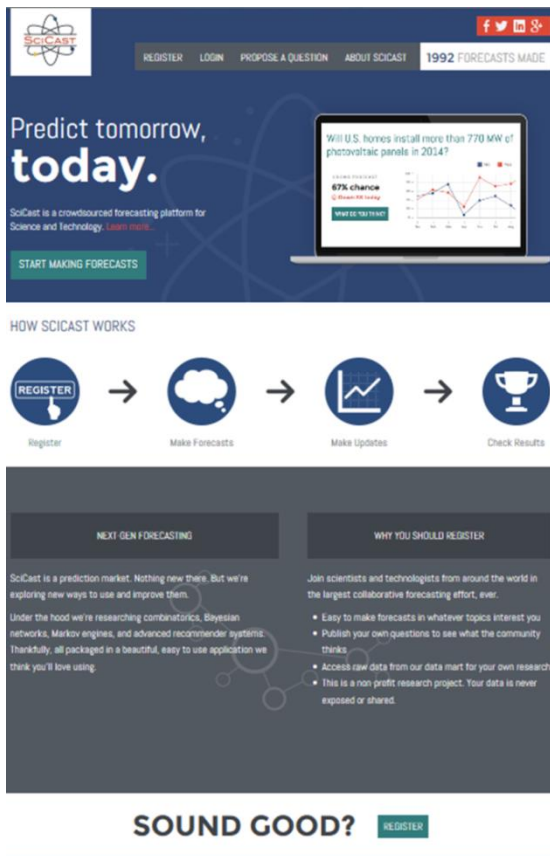 SCICAST
REGISTER LOGIN PROPOSE A QUESTION ABOUT SCICAST 1992 FORECASTS MADE
Predict tomorrow,
today.
SciCast is a crowdsourced forecasting platform for
Science and Technology. Learn more...
START MAKING FORECASTS
Will U.S. homes install more than 770 MW of
photovoltaic panels in 2014?
67% chance
WHAT DO YOU THINK?
HOW SCICAST WORKS
REGISTER
Register
Make Forecasts
Make Updates
Check Results
NEXT GEN FORECASTING
SciCast is a prediction market. Nothing new there. But we're
exploring new ways to use and improve them.
Under the hood we're researching combinatorics, Bayesian
networks, Markov engines, and advanced recommender systems.
Thankfully, all packaged in a beautiful, easy to use application we
think you'll love using.
WHY YOU SHOULD REGISTER
Join scientists and technologists from around the world in
the largest collaborative forecasting effort, ever.
• Easy to make forecasts in whatever topics interest you
• Publish your own questions to see what the community
thinks
• Access raw data from our data mart for your own research
• This is a non-profit research project. Your data is never
exposed or shared.
SOUND GOOD? REGISTER